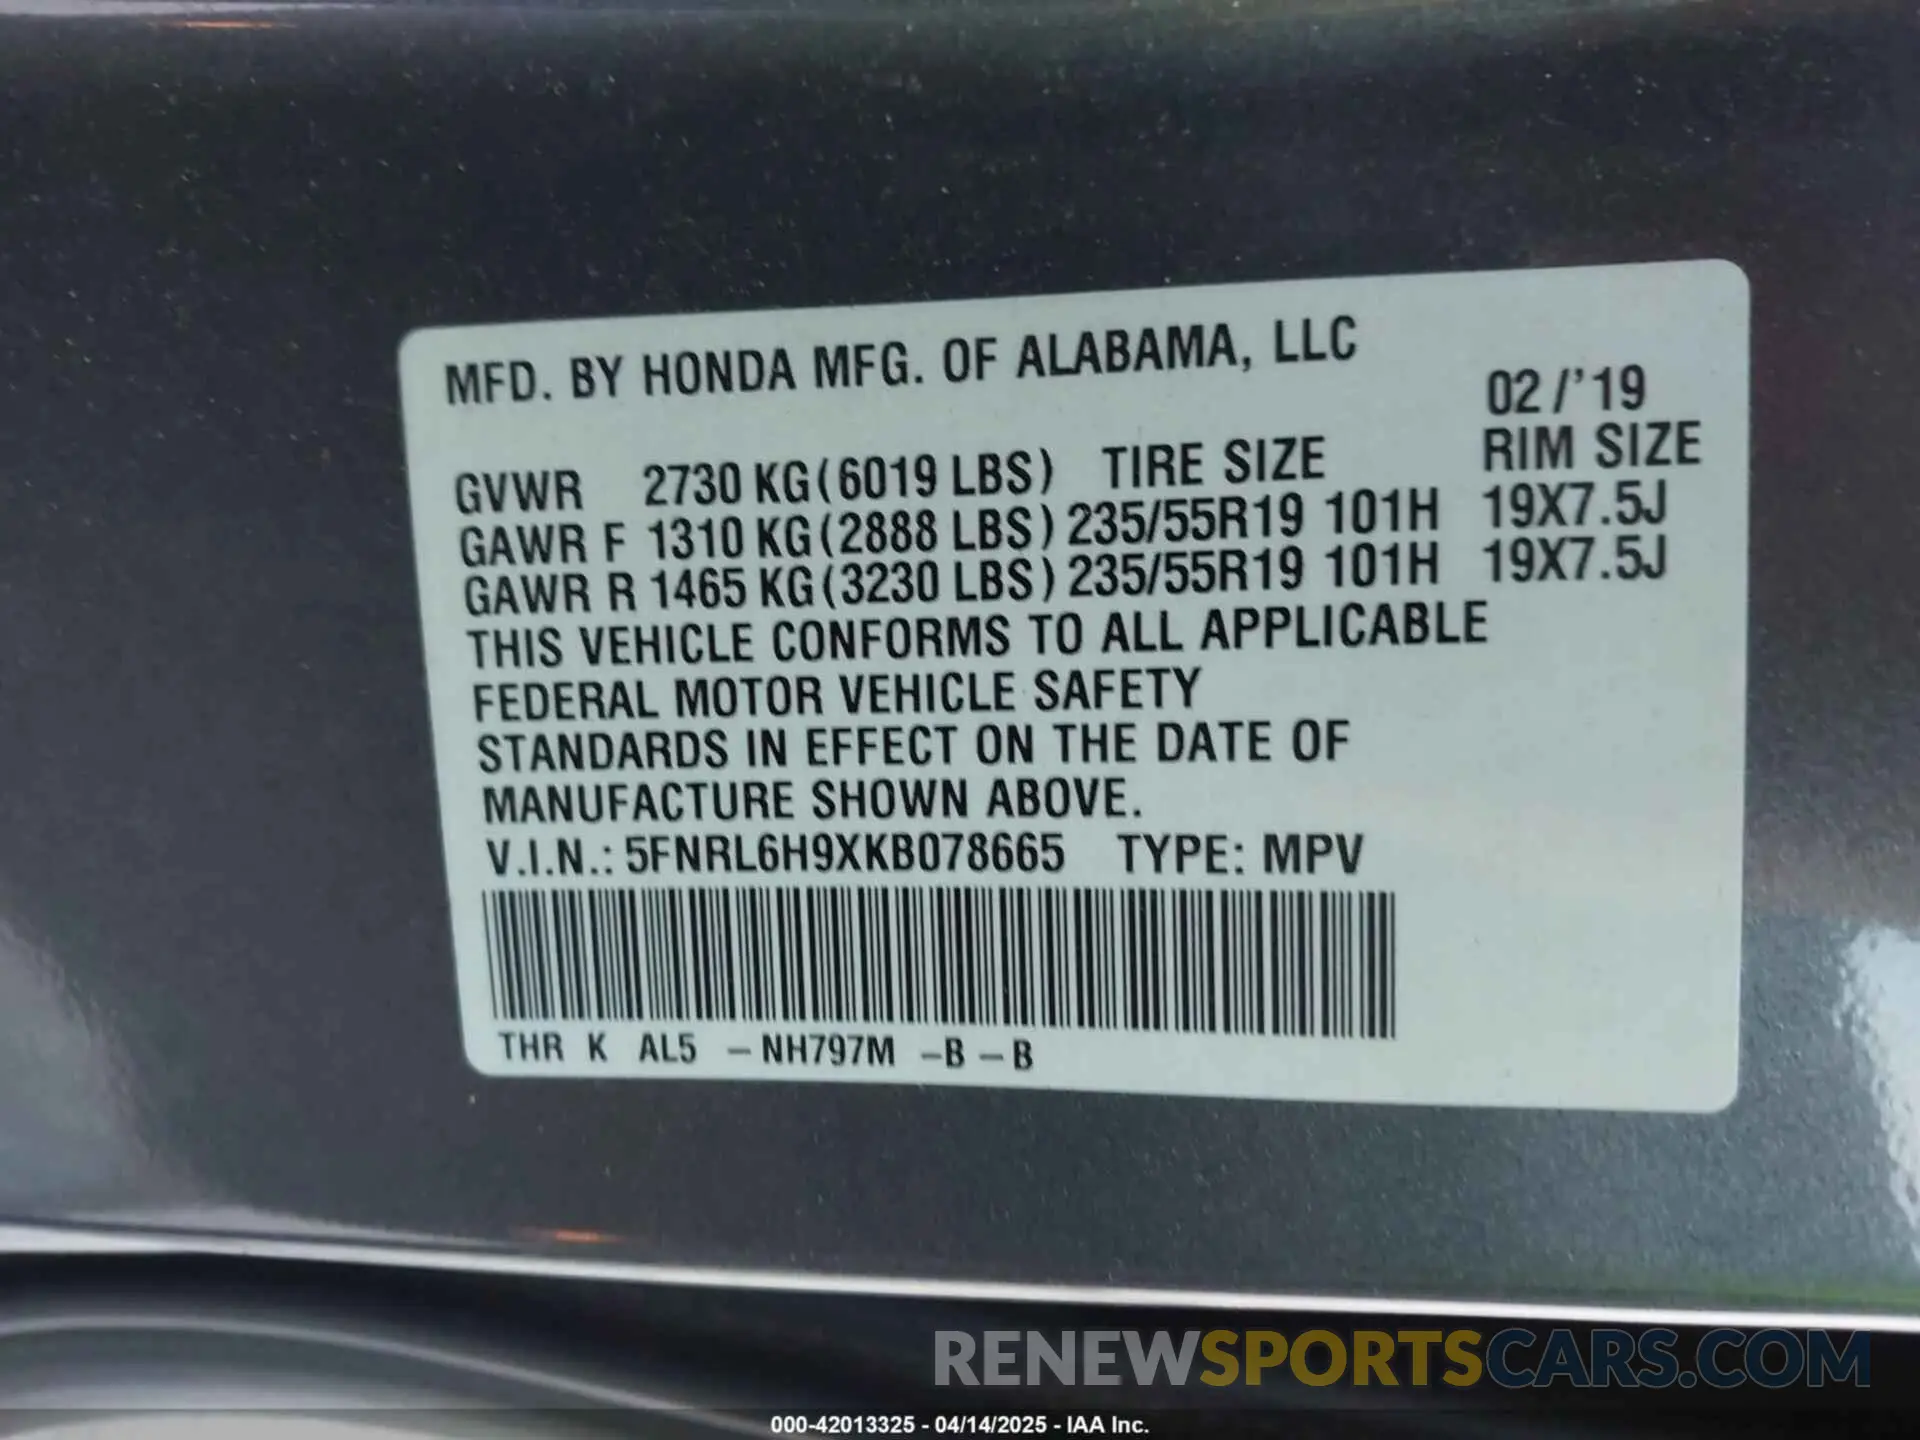 MFD. BY HONDA MFG. OF ALABAMA, LLC
02/'19
GVWR 2730 KG(6019 LBS) TIRE SIZE RIM SIZE
GAWR F 1310 KG(2888 LBS) 235/55R19 101H 19X7.5J
GAWR R 1465 KG(3230 LBS) 235/55R19 101H 19X7.5J
THIS VEHICLE CONFORMS TO ALL APPLICABLE
FEDERAL MOTOR VEHICLE SAFETY
STANDARDS IN EFFECT ON THE DATE OF
MANUFACTURE SHOWN ABOVE.
V.I.N.: 5FNRL6H9XKB078665 TYPE: MPV
THR K AL5 – NH797M –B – B
RENEWSPORTSCARS.COM
000-42013325 - 04/14/2025 - IAA Inc.